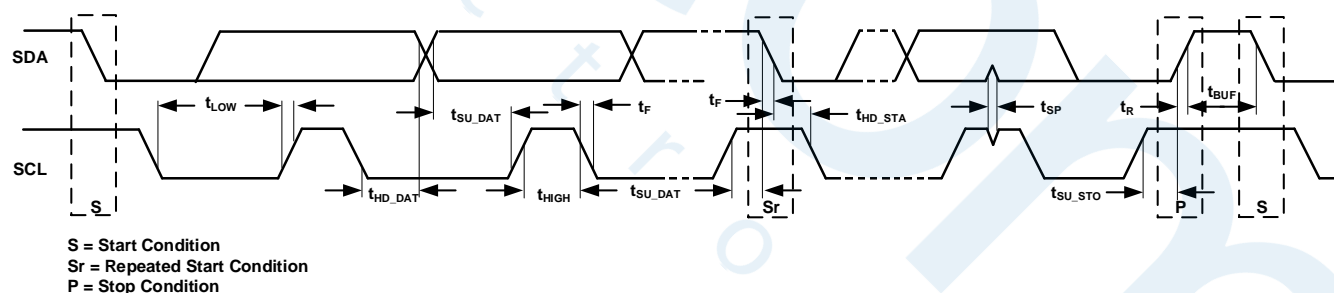 SDA
SCL
tLOW
tSU_DAT
tF
tF
tHD_STA
tSP
tR
tBUF
tHD_DAT
tHIGH
tSU_DAT
tSU_STO
S
Sr
P
S
S = Start Condition
Sr = Repeated Start Condition
P = Stop Condition